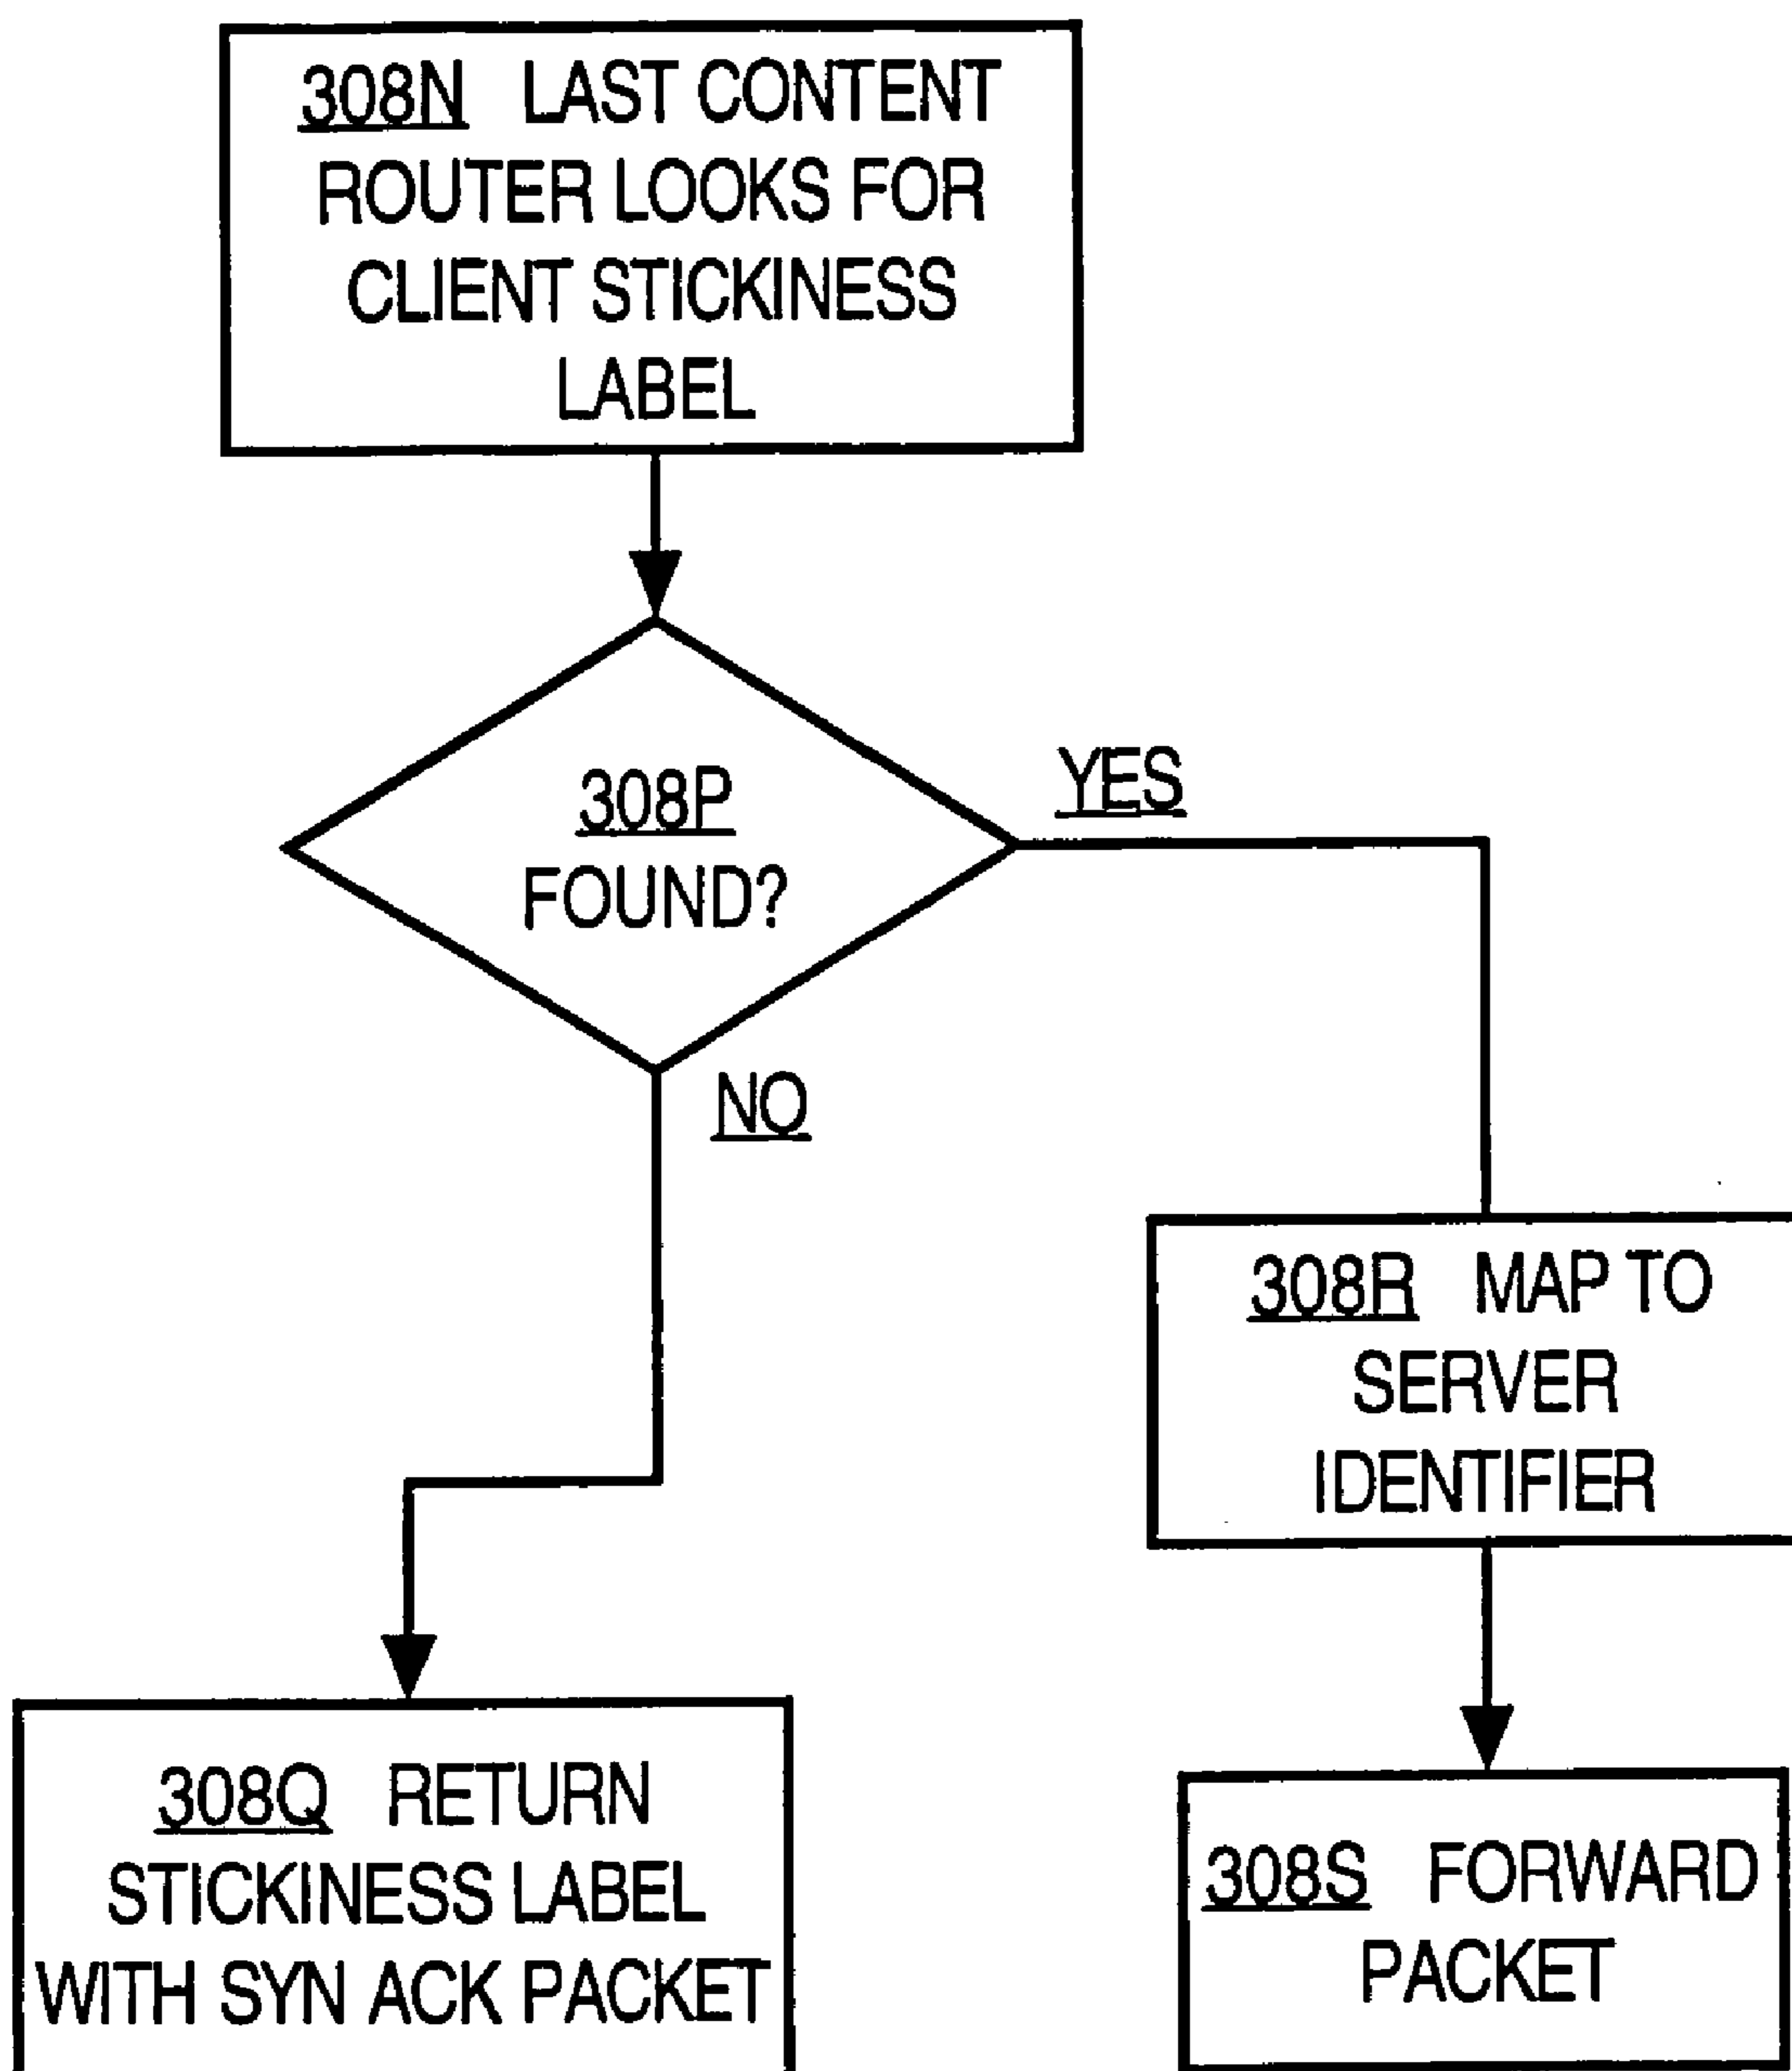 308N LAST CONTENT
ROUTER LOOKS FOR
CLIENT STICKINESS
LABEL
308P
FOUND?
YES
NO
308R MAP TO
SERVER
IDENTIFIER
308Q RETURN
STICKINESS LABEL
WITH SYN ACK PACKET
308S FORWARD
PACKET